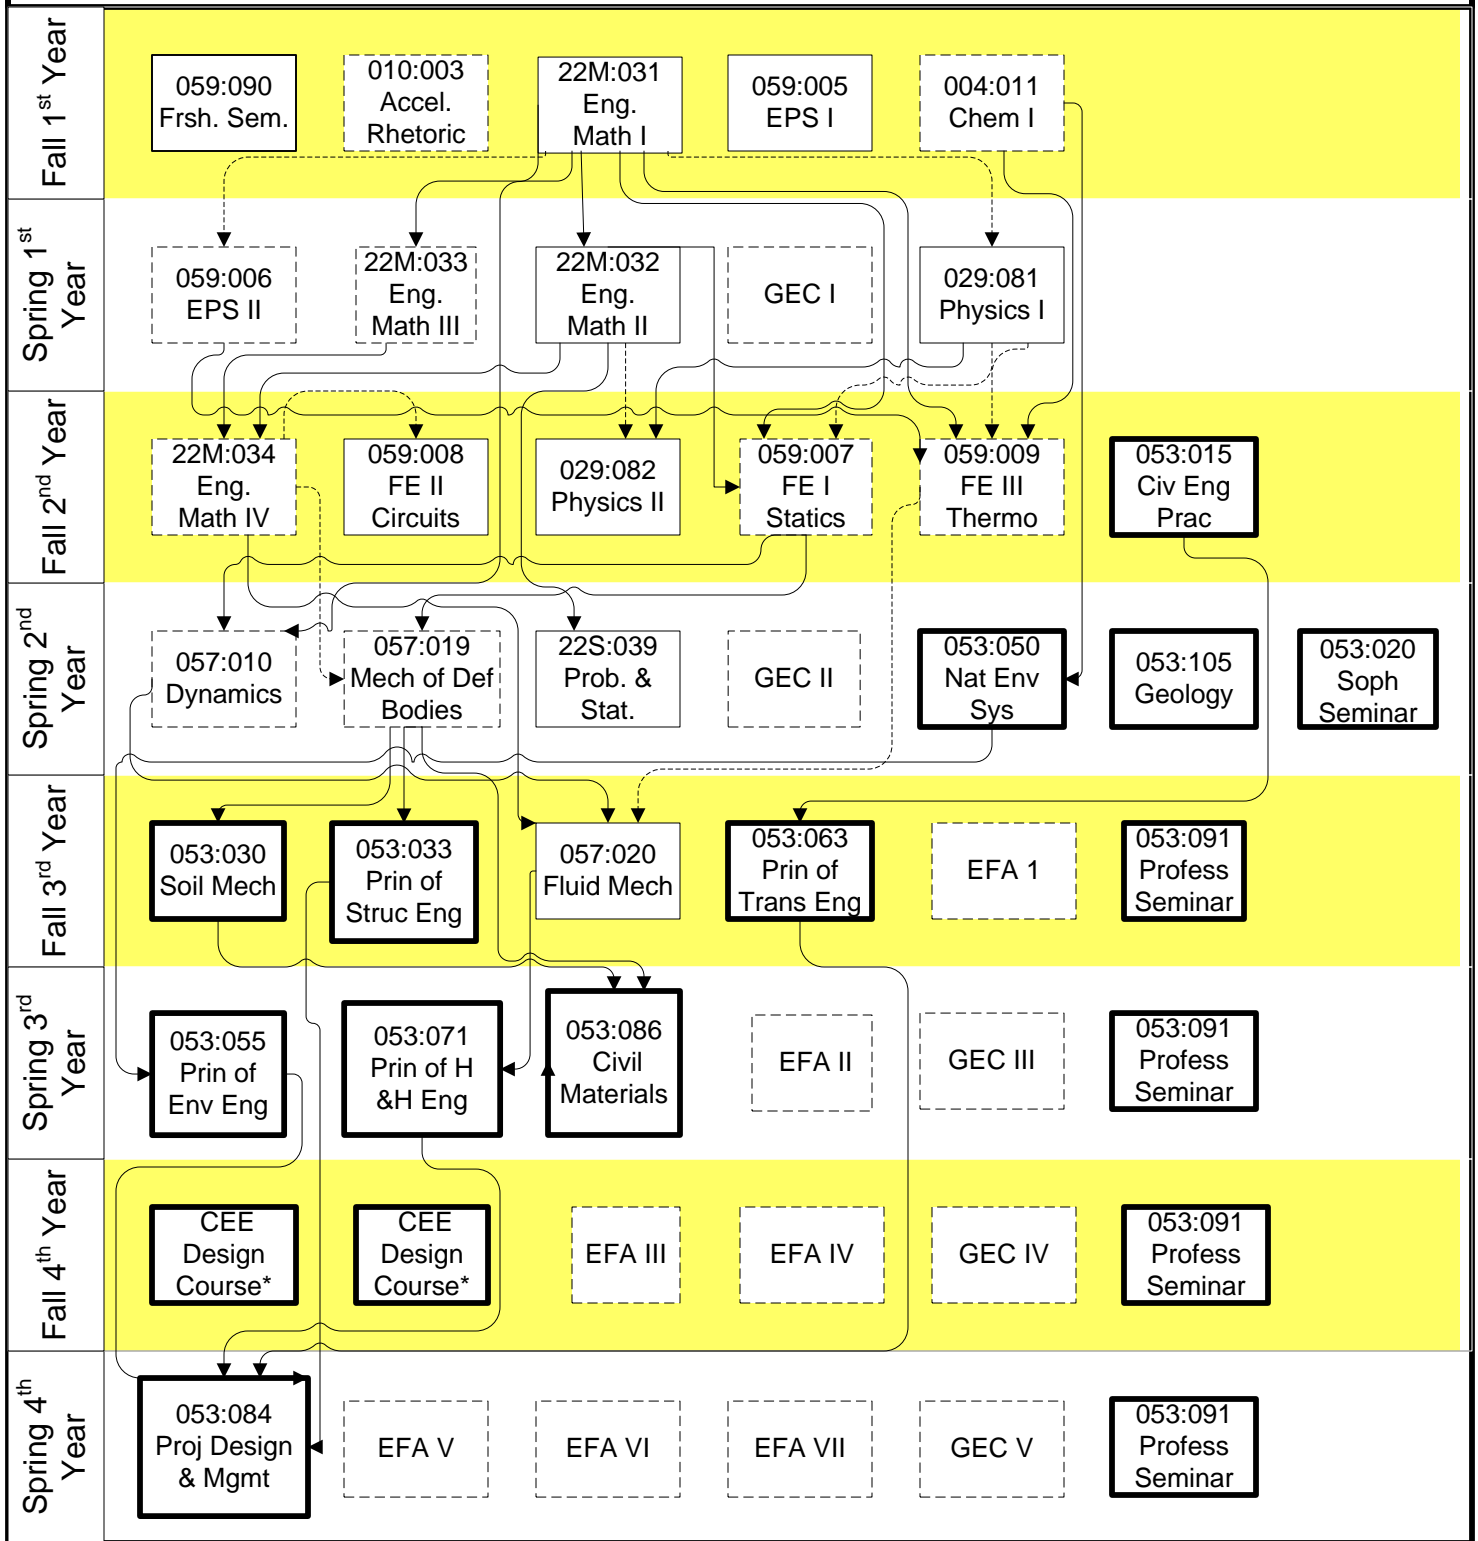 Fall 1st Year
059:090
Frsh. Sem.
010:003
Accel.
Rhetoric
22M:031
Eng.
Math I
059:005
EPS I
004:011
Chem I
Spring 1st
Year
059:006
EPS II
22M:033
Eng.
Math III
22M:032
Eng.
Math II
GEC I
029:081
Physics I
Fall 2nd Year
22M:034
Eng.
Math IV
059:008
FE II
Circuits
029:082
Physics II
059:007
FE I
Statics
059:009
FE III
Thermo
053:015
Civ Eng
Prac
Spring 2nd
Year
057:010
Dynamics
057:019
Mech of Def
Bodies
22S:039
Prob. &
Stat.
GEC II
053:050
Nat Env
Sys
053:105
Geology
053:020
Soph
Seminar
Fall 3rd Year
053:030
Soil Mech
053:033
Prin of
Struc Eng
057:020
Fluid Mech
053:063
Prin of
Trans Eng
EFA 1
053:091
Profess
Seminar
Spring 3rd
Year
053:055
Prin of
Env Eng
053:071
Prin of H
&H Eng
053:086
Civil
Materials
EFA II
GEC III
053:091
Profess
Seminar
Fall 4th Year
CEE
Design
Course*
CEE
Design
Course*
EFA III
EFA IV
GEC IV
053:091
Profess
Seminar
Spring 4th
Year
053:084
Proj Design
& Mgmt
EFA V
EFA VI
EFA VII
GEC V
053:091
Profess
Seminar